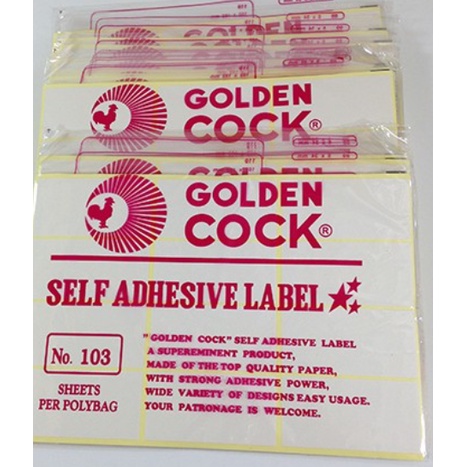 GOLDEN
COCK®
GOLDEN
COCK®
SELF ADHESIVE LABEL
No. 103
SHEETS
PER POLYBAG
"GOLDEN COCK" SELF ADHESIVE LABEL
A SUPEREMINENT PRODUCT,
MADE OF THE TOP QUALITY PAPER,
WITH STRONG ADHESIVE POWER,
WIDE VARIETY OF DESIGNS EASY USAGE.
YOUR PATRONAGE IS WELCOME.